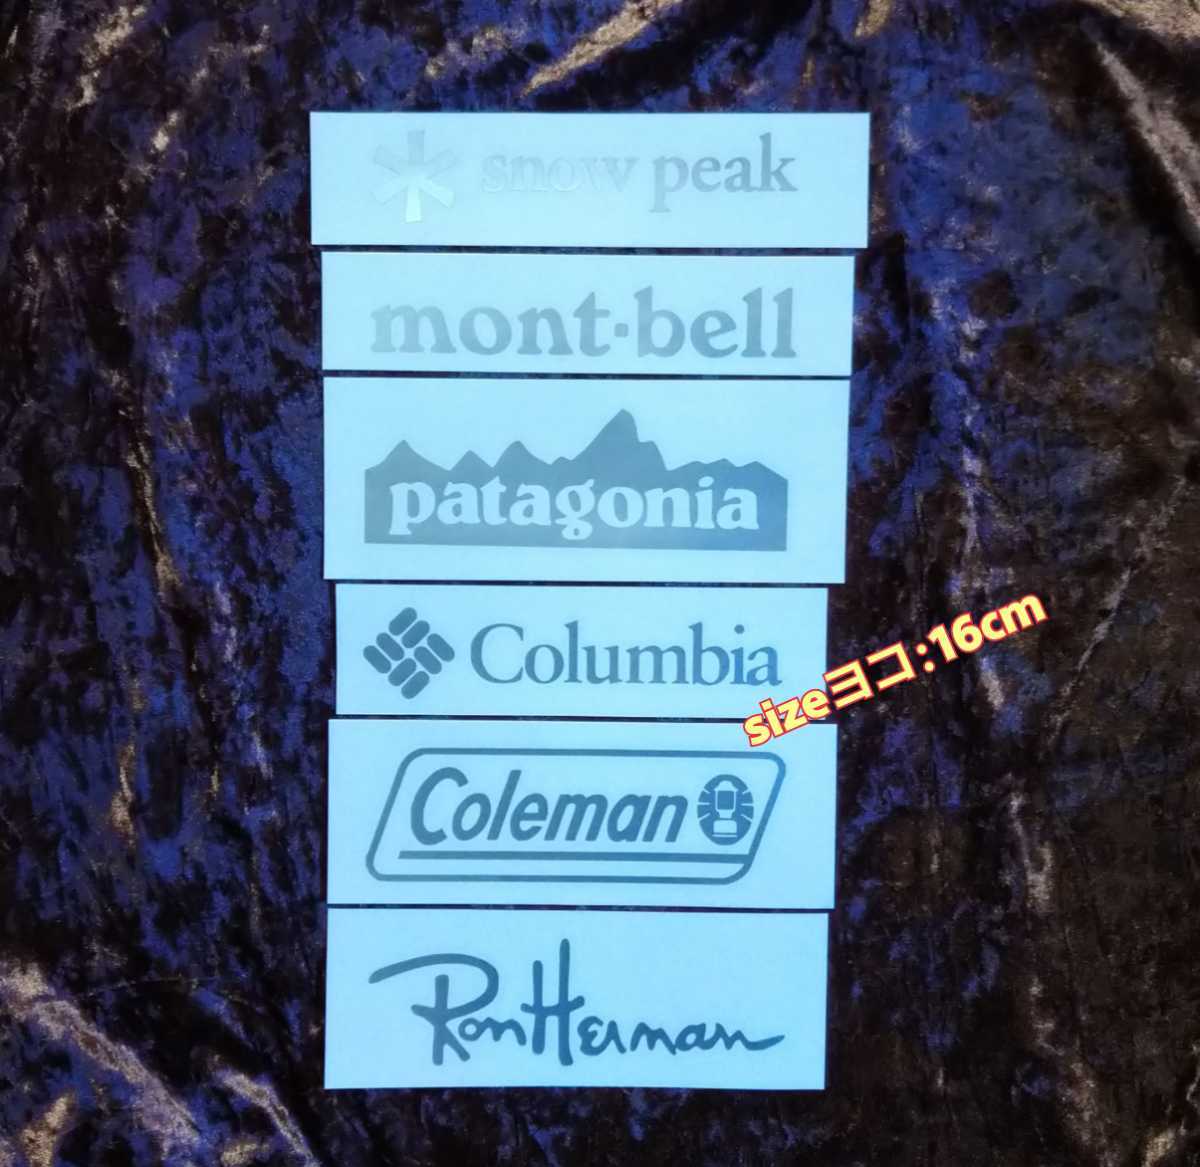 snow peak
mont·bell
patagonia
Columbia
sizeヨコ:16cm
Coleman
Ron Herman